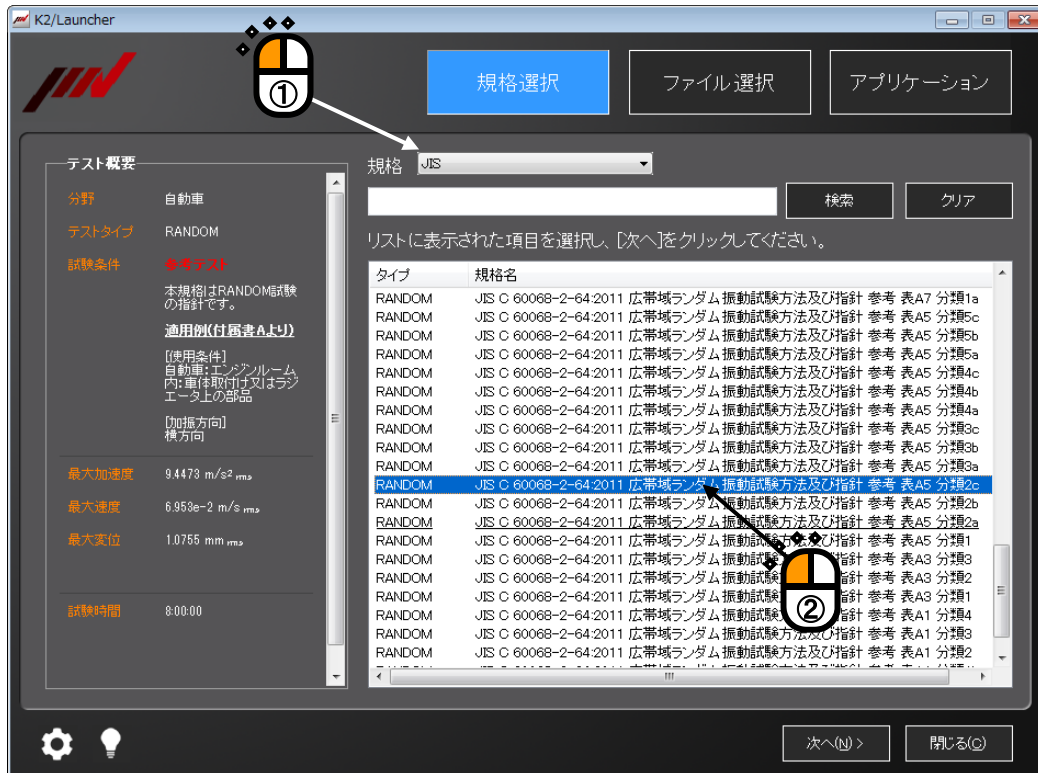 K2/Launcher
規格選択
ファイル選択
アプリケーション
①
テスト概要
分野 自動車
テストタイプ RANDOM
試験条件 参考テスト
本規格はRANDOM試験
の指針です。
適用例(付属書Aより)
[使用条件]
自動車:エンジンルーム
内:車体取付け又はラジ
エータ上の部品
[加振方向]
横方向
最大加速度 9.4473 m/s² rms
最大速度 6.953e-2 m/s rms
最大変位 1.0755 mm rms
試験時間 8:00:00
規格 JIS
検索
クリア
リストに表示された項目を選択し、[次へ]をクリックしてください。
タイプ 規格名
RANDOM JIS C 60068-2-64:2011 広帯域ランダム振動試験方法及び指針 参考 表A7 分類1a
RANDOM JIS C 60068-2-64:2011 広帯域ランダム振動試験方法及び指針 参考 表A5 分類5c
RANDOM JIS C 60068-2-64:2011 広帯域ランダム振動試験方法及び指針 参考 表A5 分類5b
RANDOM JIS C 60068-2-64:2011 広帯域ランダム振動試験方法及び指針 参考 表A5 分類5a
RANDOM JIS C 60068-2-64:2011 広帯域ランダム振動試験方法及び指針 参考 表A5 分類4c
RANDOM JIS C 60068-2-64:2011 広帯域ランダム振動試験方法及び指針 参考 表A5 分類4b
RANDOM JIS C 60068-2-64:2011 広帯域ランダム振動試験方法及び指針 参考 表A5 分類4a
RANDOM JIS C 60068-2-64:2011 広帯域ランダム振動試験方法及び指針 参考 表A5 分類3c
RANDOM JIS C 60068-2-64:2011 広帯域ランダム振動試験方法及び指針 参考 表A5 分類3b
RANDOM JIS C 60068-2-64:2011 広帯域ランダム振動試験方法及び指針 参考 表A5 分類3a
RANDOM JIS C 60068-2-64:2011 広帯域ランダム振動試験方法及び指針 参考 表A5 分類2c
RANDOM JIS C 60068-2-64:2011 広帯域ランダム振動試験方法及び指針 参考 表A5 分類2b
RANDOM JIS C 60068-2-64:2011 広帯域ランダム振動試験方法及び指針 参考 表A5 分類2a
RANDOM JIS C 60068-2-64:2011 広帯域ランダム振動試験方法及び指針 参考 表A5 分類1
RANDOM JIS C 60068-2-64:2011 広帯域ランダム振動試験方法及び指針 参考 表A3 分類3
RANDOM JIS C 60068-2-64:2011 広帯域ランダム振動試験 指針 参考 表A3 分類2
RANDOM JIS C 60068-2-64:2011 広帯域ランダム振動試験 指針 参考 表A3 分類1
RANDOM JIS C 60068-2-64:2011 広帯域ランダム振動試験 指針 参考 表A1 分類4
RANDOM JIS C 60068-2-64:2011 広帯域ランダム振動試験方法及び指針 参考 表A1 分類3
RANDOM JIS C 60068-2-64:2011 広帯域ランダム振動試験方法及び指針 参考 表A1 分類2
②
次へ(N) >
閉じる(C)